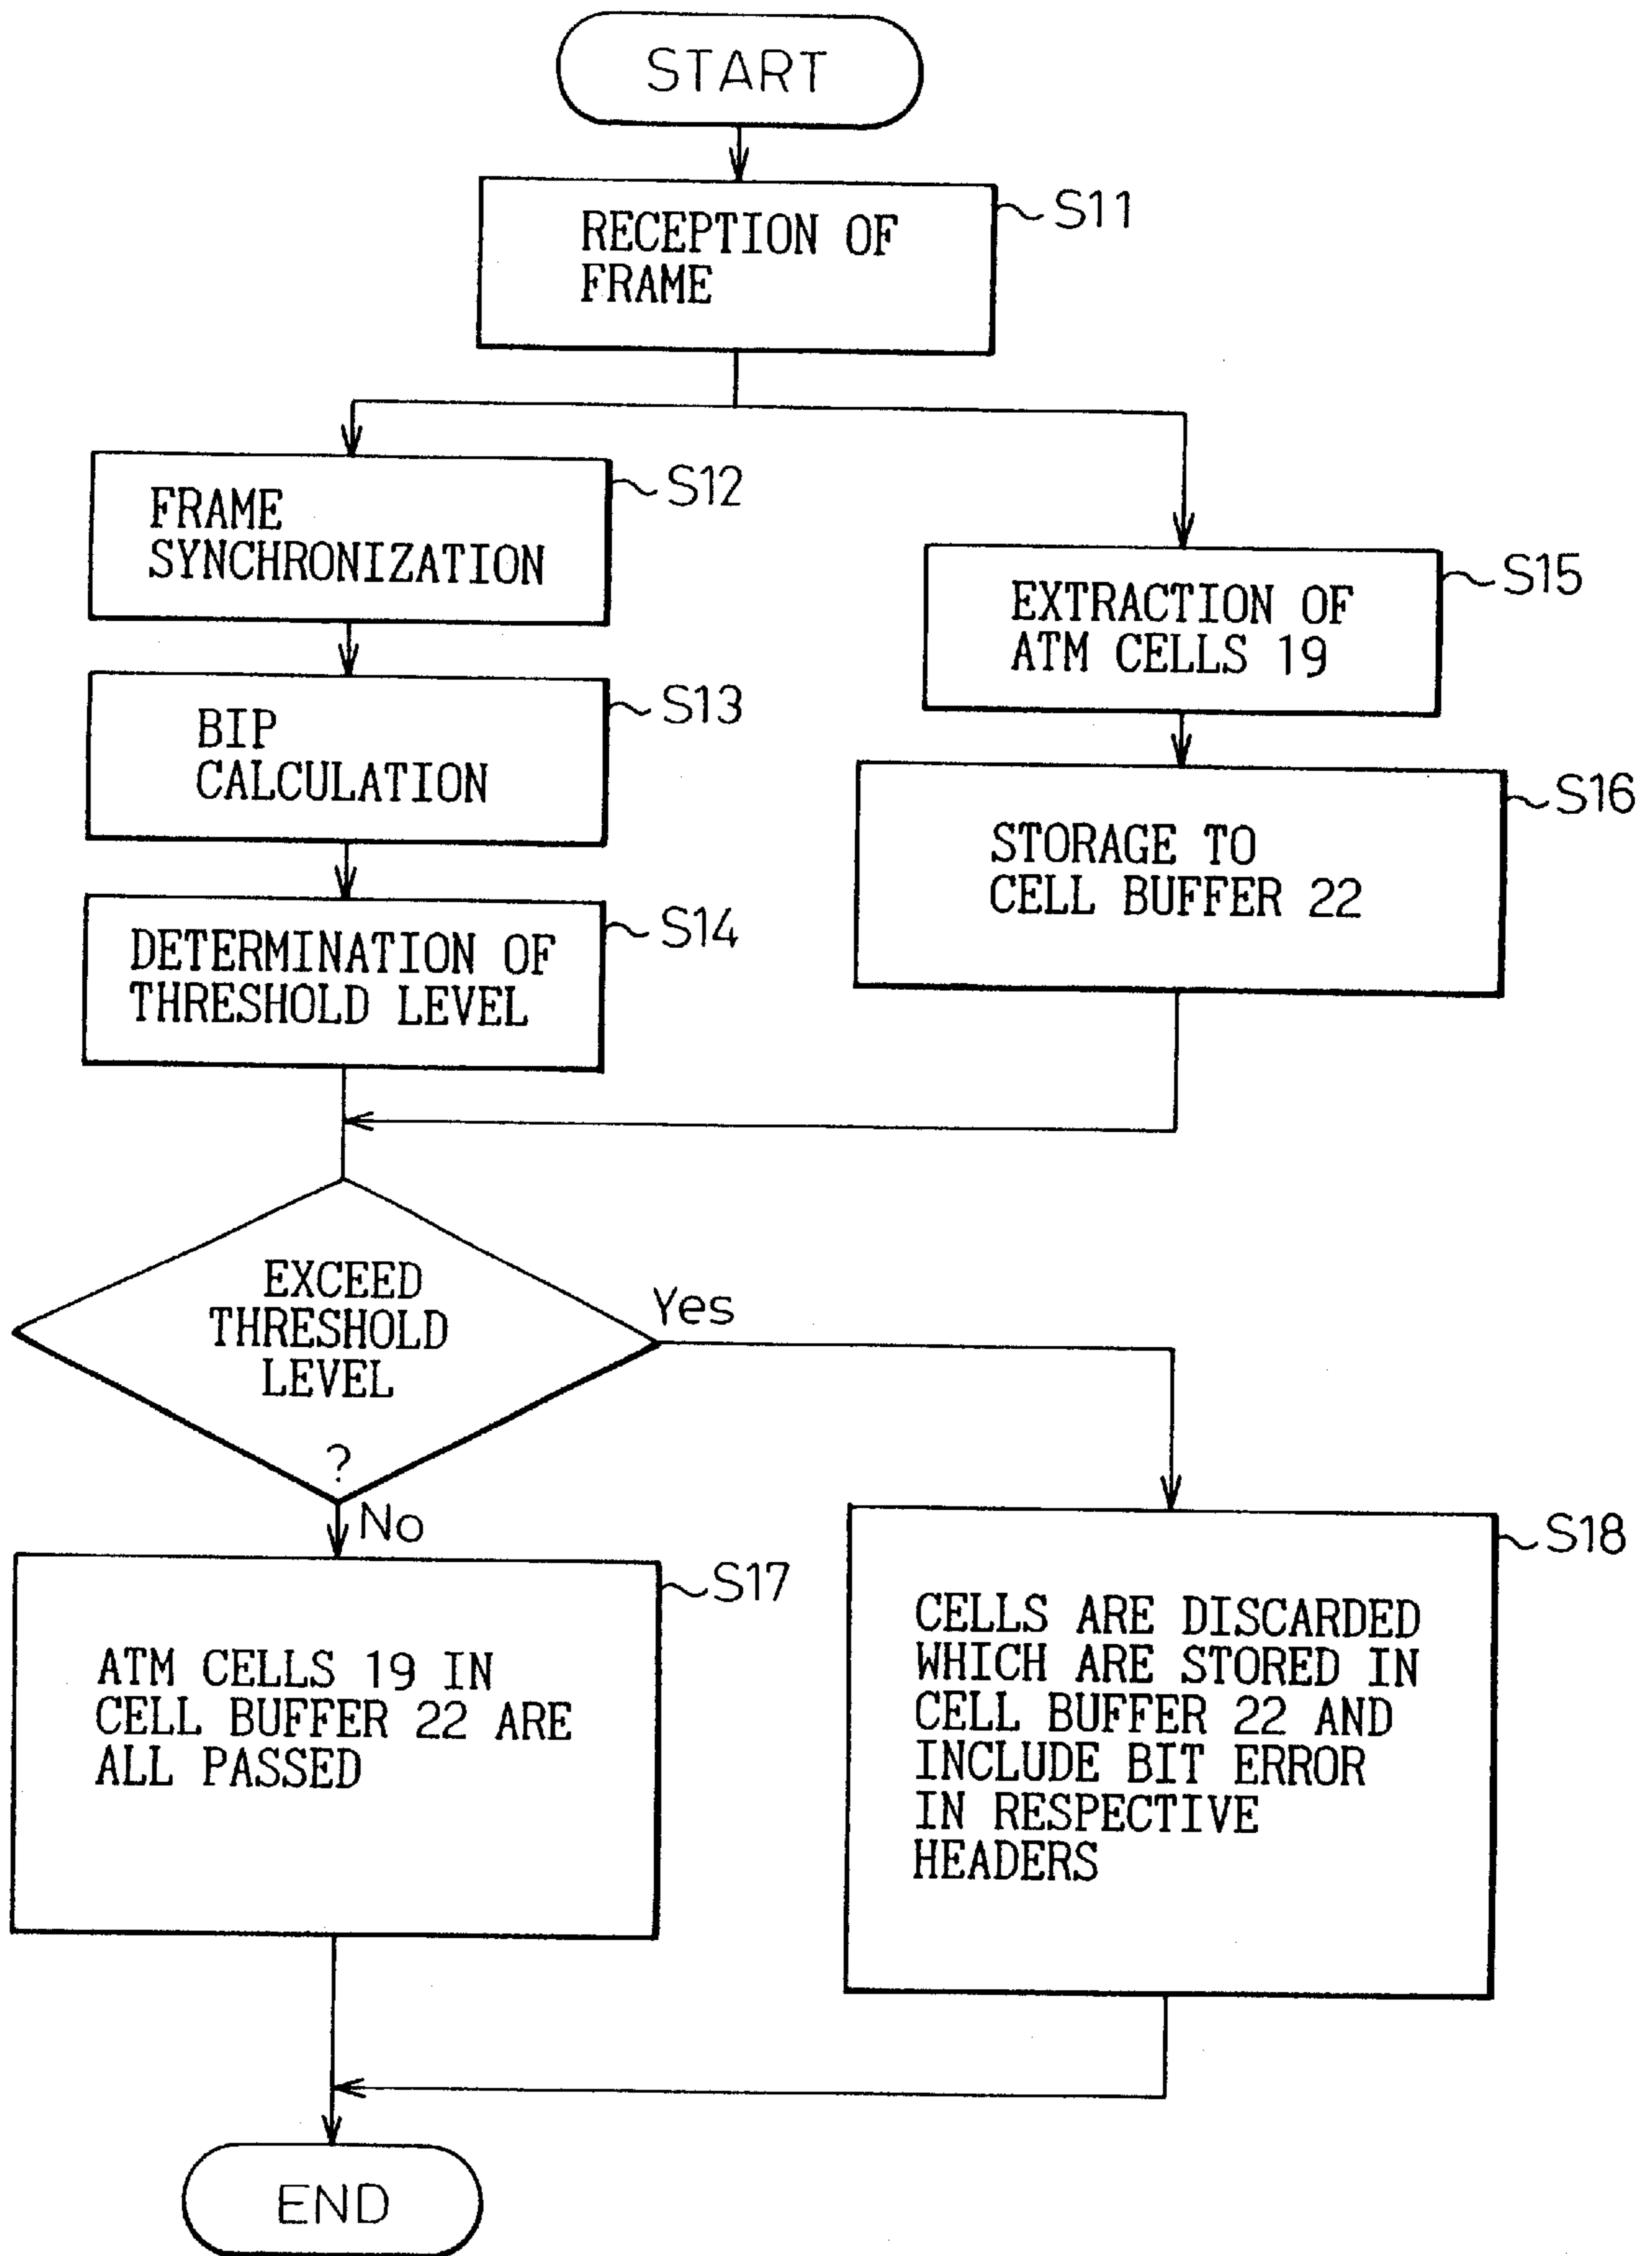 START
RECEPTION OF
FRAME
S11
FRAME
SYNCHRONIZATION
S12
BIP
CALCULATION
S13
DETERMINATION OF
THRESHOLD LEVEL
S14
EXTRACTION OF
ATM CELLS 19
S15
STORAGE TO
CELL BUFFER 22
S16
EXCEED
THRESHOLD
LEVEL
?
Yes
No
ATM CELLS 19 IN
CELL BUFFER 22 ARE
ALL PASSED
S17
CELLS ARE DISCARDED
WHICH ARE STORED IN
CELL BUFFER 22 AND
INCLUDE BIT ERROR
IN RESPECTIVE
HEADERS
S18
END